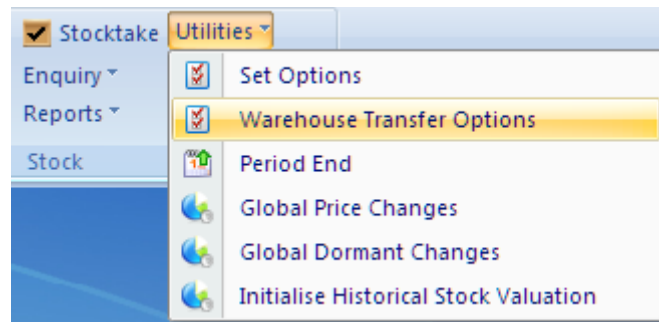 Stocktake Utilities
Enquiry
Reports
Stock
Set Options
Warehouse Transfer Options
Period End
Global Price Changes
Global Dormant Changes
Initialise Historical Stock Valuation